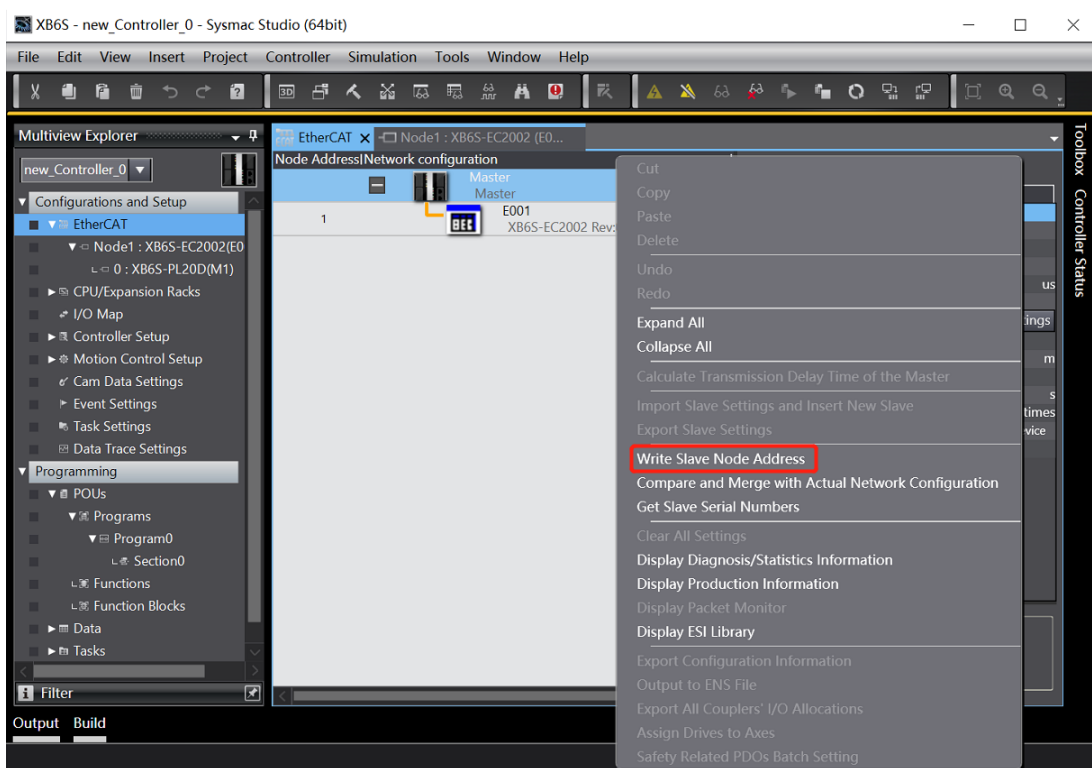 XB6S - new_Controller_0 - Sysmac Studio (64bit)
File Edit View Insert Project Controller Simulation Tools Window Help
Multiview Explorer
EtherCAT
Node1 : XB6S-EC2002 (E0...
Node Address|Network configuration
new_Controller_0
Configurations and Setup
EtherCAT
Node1 : XB6S-EC2002(E0
0 : XB6S-PL20D(M1)
CPU/Expansion Racks
I/O Map
Controller Setup
Motion Control Setup
Cam Data Settings
Event Settings
Task Settings
Data Trace Settings
Programming
POUs
Programs
Program0
Section0
Functions
Function Blocks
Data
Tasks
Filter
Output Build
Master
Master
1
E001
XB6S-EC2002 Rev:
Cut
Copy
Paste
Delete
Undo
Redo
Expand All
Collapse All
Calculate Transmission Delay Time of the Master
Import Slave Settings and Insert New Slave
Export Slave Settings
Write Slave Node Address
Compare and Merge with Actual Network Configuration
Get Slave Serial Numbers
Clear All Settings
Display Diagnosis/Statistics Information
Display Production Information
Display Packet Monitor
Display ESI Library
Export Configuration Information
Output to ENS File
Export All Couplers' I/O Allocations
Assign Drives to Axes
Safety Related PDOs Batch Setting
us
ings
m
s
times
vice
Toolbox
Controller Status